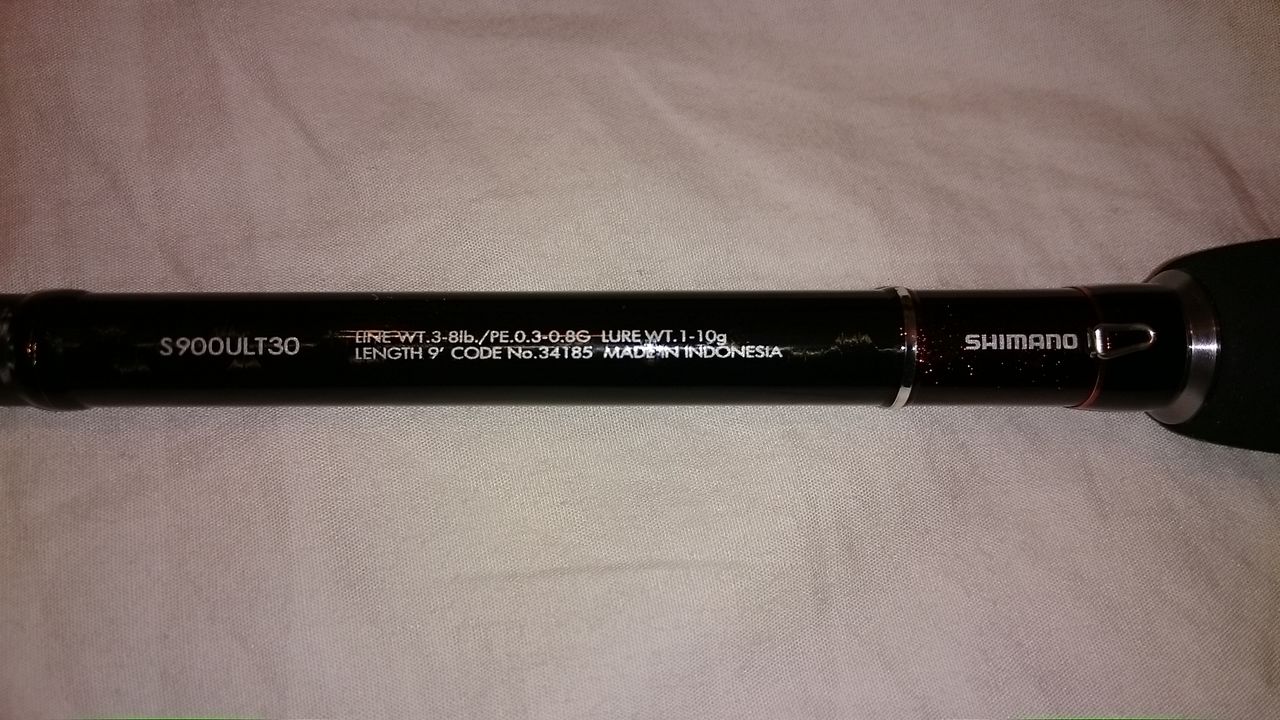 S900ULT30
LINE WT.3-8lb./PE.0.3-0.8G LURE WT.1-10g
LENGTH 9' CODE No.34185 MADE IN INDONESIA
SHIMANO